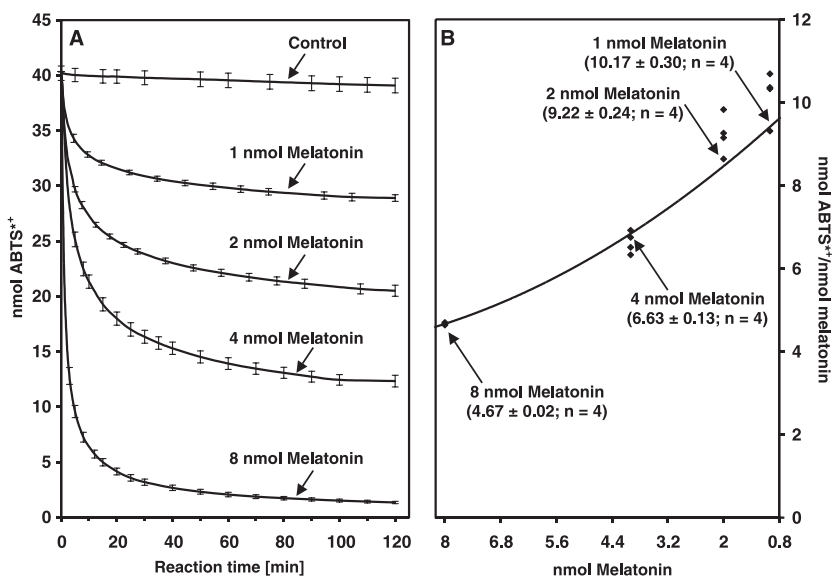 A
45
40
35
30
25
20
15
10
5
0
nmol ABTS*+
Control
1 nmol Melatonin
2 nmol Melatonin
4 nmol Melatonin
8 nmol Melatonin
0 20 40 60 80 100 120
Reaction time [min]
B
12
10
8
6
4
2
0
nmol ABTS*+/nmol melatonin
1 nmol Melatonin
(10.17 ± 0.30; n = 4)
2 nmol Melatonin
(9.22 ± 0.24; n = 4)
4 nmol Melatonin
(6.63 ± 0.13; n = 4)
8 nmol Melatonin
(4.67 ± 0.02; n = 4)
8 6.8 5.6 4.4 3.2 2 0.8
nmol Melatonin